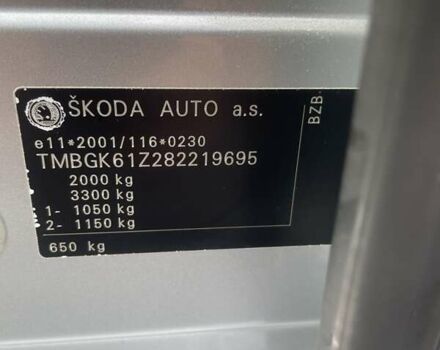 ŠKODA AUTO a.s.
e11*2001/116*0230
TMBGK61Z282219695
2000 kg
3300 kg
1- 1050 kg
2- 1150 kg
650 kg
BZB.